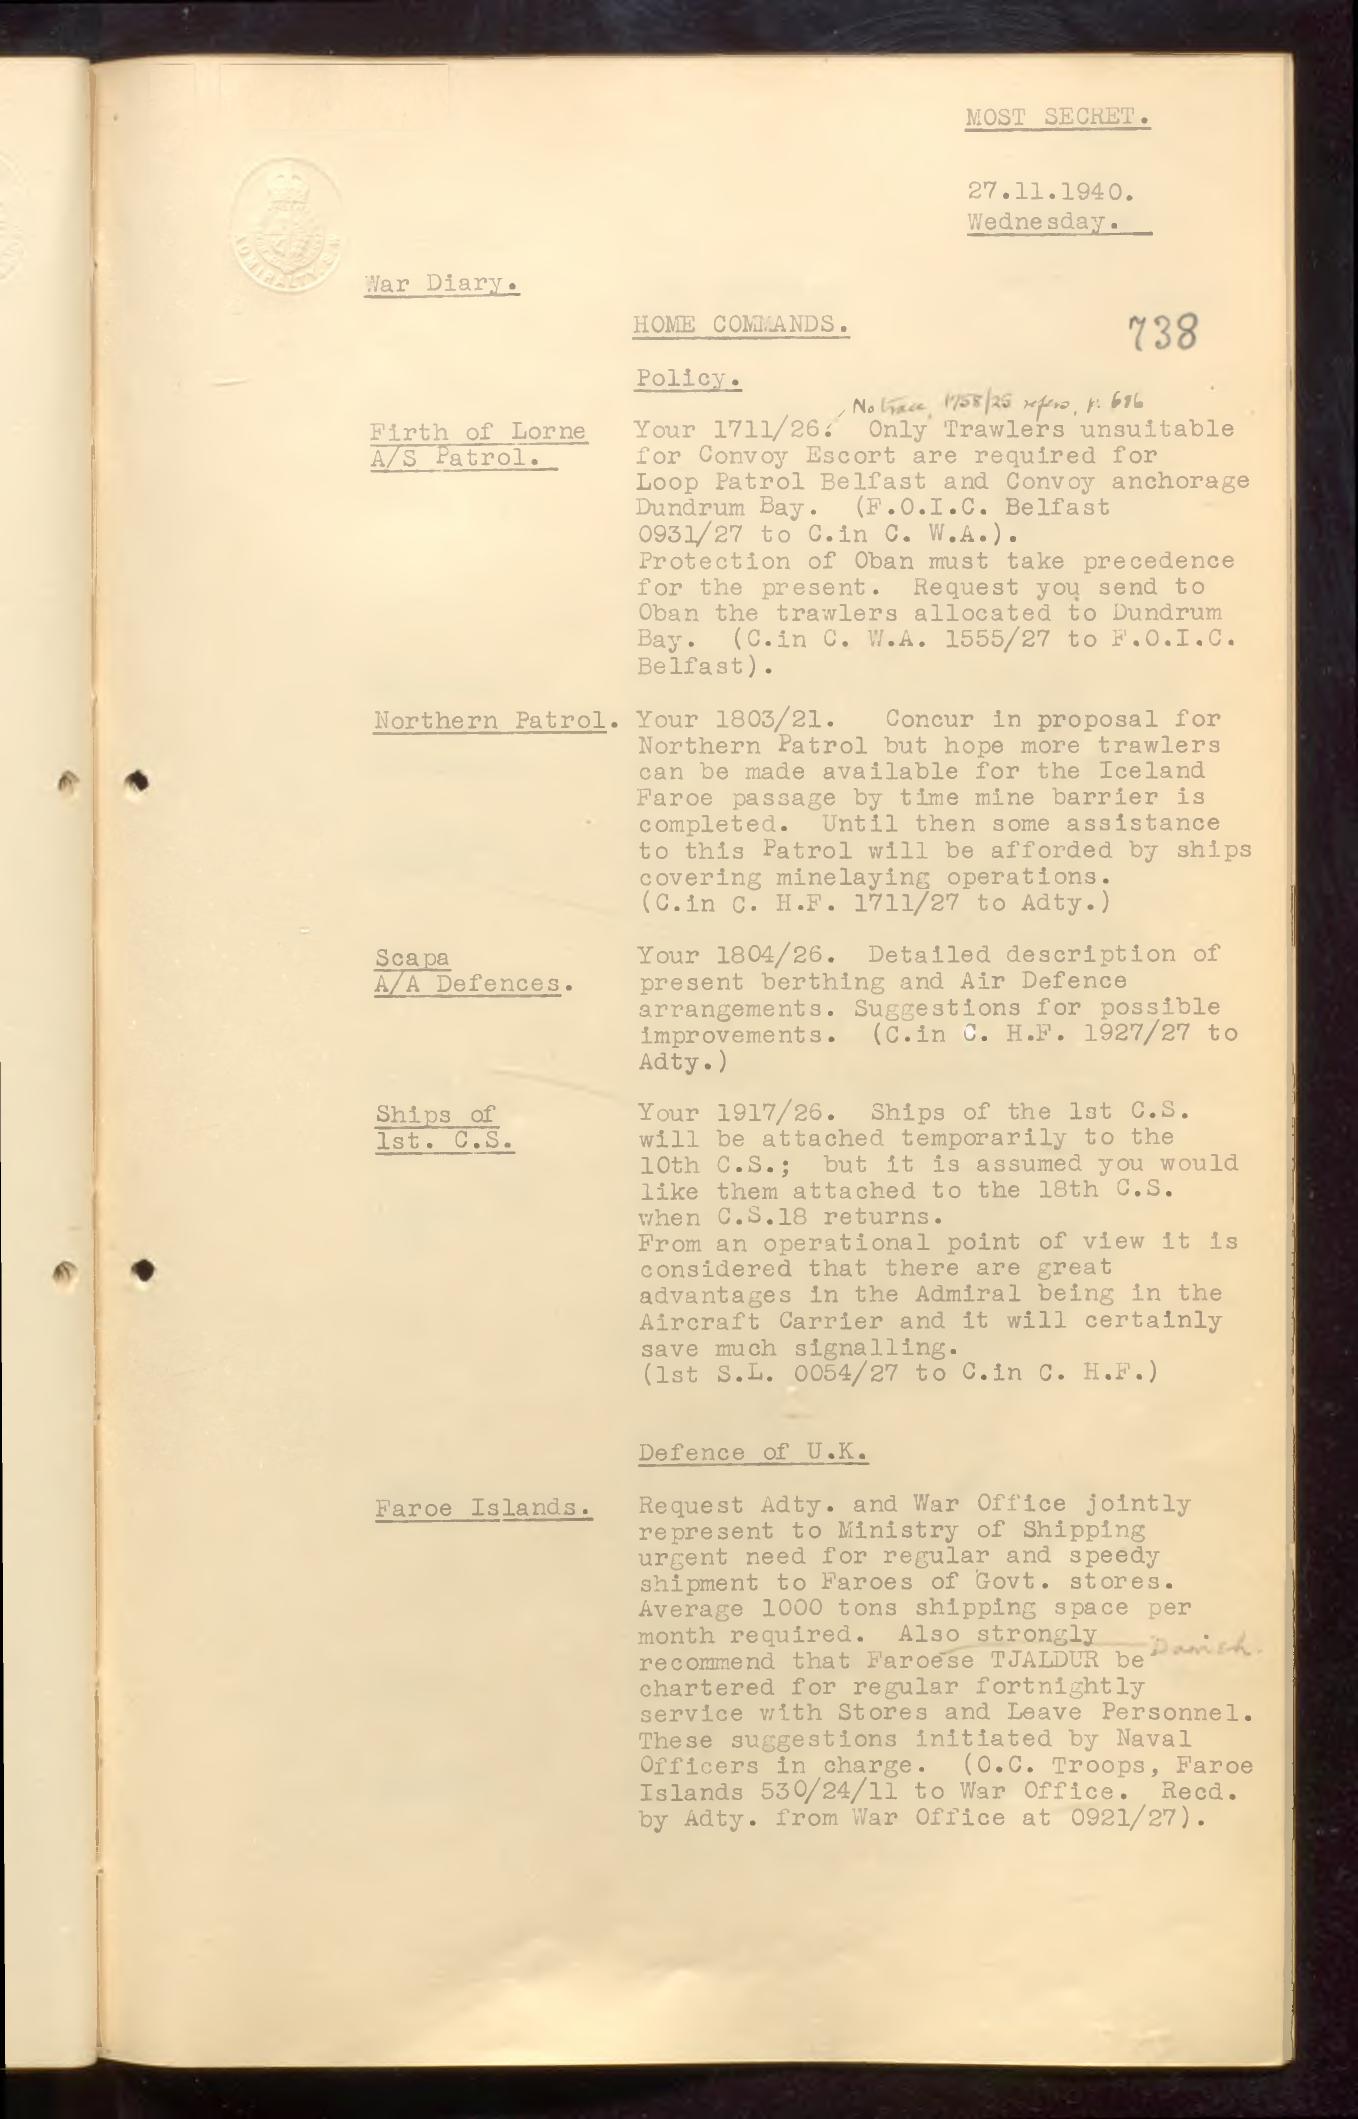 MOST SECRET.
27.11.1940.
Wednesday.
ADMIRALTY S.W
War Diary.
HOME COMMANDS.
738
Policy.
No trace, 1758/25 refers, p. 686
Firth of Lorne
A/S Patrol.
Your 1711/26. Only Trawlers unsuitable
for Convoy Escort are required for
Loop Patrol Belfast and Convoy anchorage
Dundrum Bay. (F.O.I.C. Belfast
0931/27 to C.in C. W.A.).
Protection of Oban must take precedence
for the present. Request you send to
Oban the trawlers allocated to Dundrum
Bay. (C.in C. W.A. 1555/27 to F.O.I.C.
Belfast).
Northern Patrol.
Your 1803/21. Concur in proposal for
Northern Patrol but hope more trawlers
can be made available for the Iceland
Faroe passage by time mine barrier is
completed. Until then some assistance
to this Patrol will be afforded by ships
covering minelaying operations.
(C.in C. H.F. 1711/27 to Adty.)
Scapa
A/A Defences.
Your 1804/26. Detailed description of
present berthing and Air Defence
arrangements. Suggestions for possible
improvements. (C.in C. H.F. 1927/27 to
Adty.)
Ships of
1st. C.S.
Your 1917/26. Ships of the 1st C.S.
will be attached temporarily to the
10th C.S.; but it is assumed you would
like them attached to the 18th C.S.
when C.S.18 returns.
From an operational point of view it is
considered that there are great
advantages in the Admiral being in the
Aircraft Carrier and it will certainly
save much signalling.
(1st S.L. 0054/27 to C.in C. H.F.)
Defence of U.K.
Faroe Islands.
Request Adty. and War Office jointly
represent to Ministry of Shipping
urgent need for regular and speedy
shipment to Faroes of Govt. stores.
Average 1000 tons shipping space per
month required. Also strongly
Danish.
recommend that Faroese TJALDUR be
chartered for regular fortnightly
service with Stores and Leave Personnel.
These suggestions initiated by Naval
Officers in charge. (O.C. Troops, Faroe
Islands 530/24/11 to War Office. Recd.
by Adty. from War Office at 0921/27).